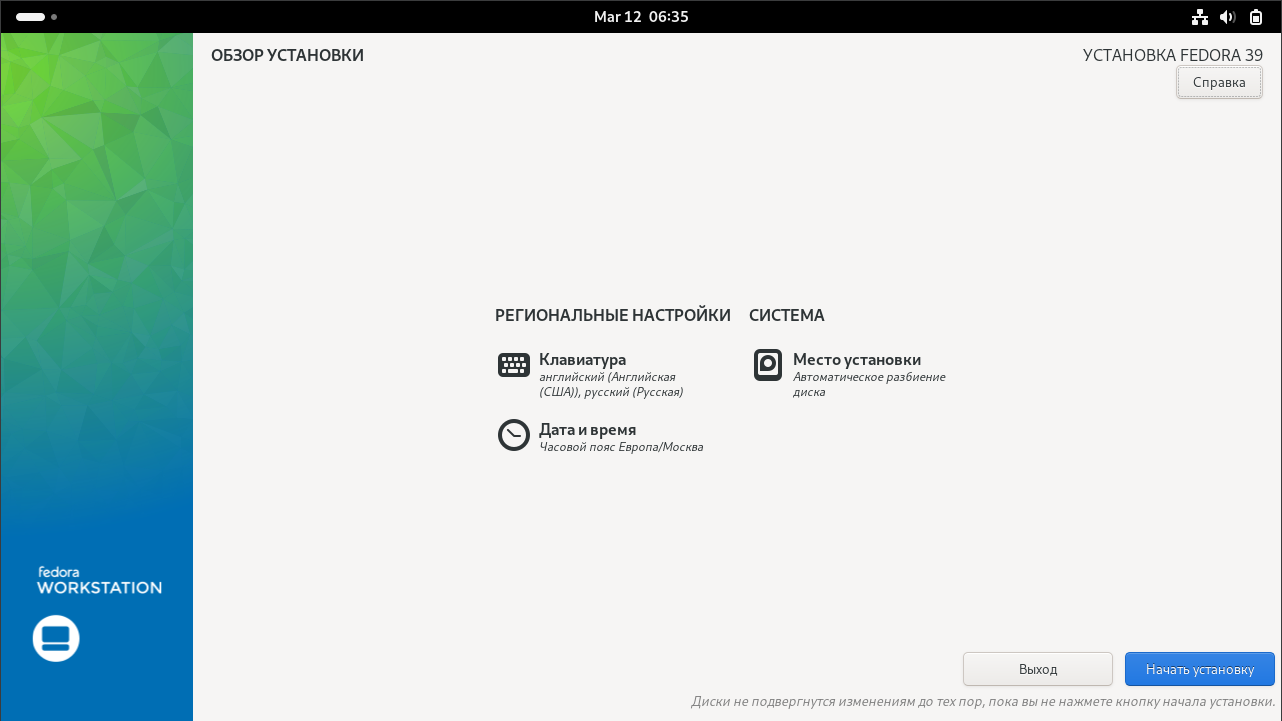 Mar 12 06:35
ОБЗОР УСТАНОВКИ
УСТАНОВКА FEDORA 39
Справка
РЕГИОНАЛЬНЫЕ НАСТРОЙКИ
СИСТЕМА
Клавиатура
английский (Английская
(США)), русский (Русская)
Место установки
Автоматическое разбиение
диска
Дата и время
Часовой пояс Европа/Москва
fedora
WORKSTATION
Выход
Начать установку
Диски не подвергнутся изменениям до тех пор, пока вы не нажмете кнопку начала установки.